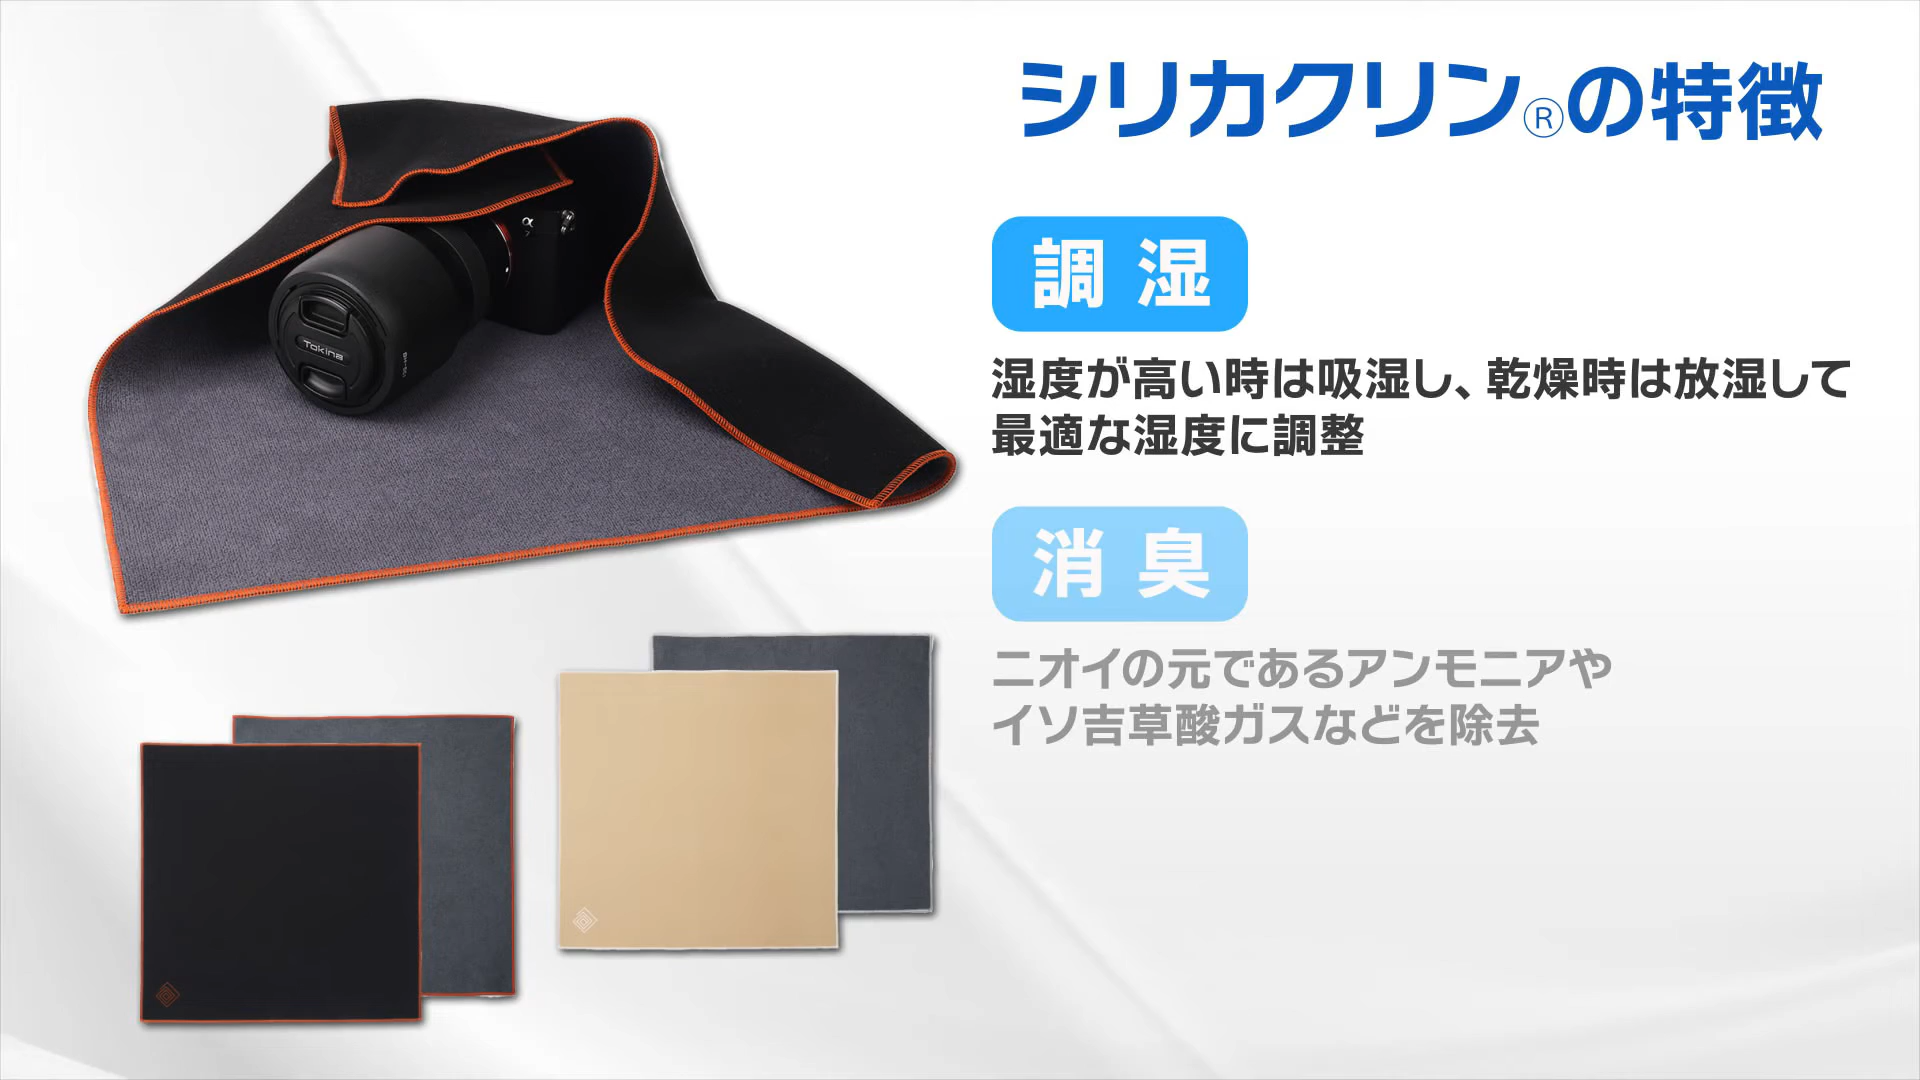 シリカクリン®の特徴
調湿
湿度が高い時は吸湿し、乾燥時は放湿して
最適な湿度に調整
消臭
ニオイの元であるアンモニアや
イソ吉草酸ガスなどを除去
α
Tokina